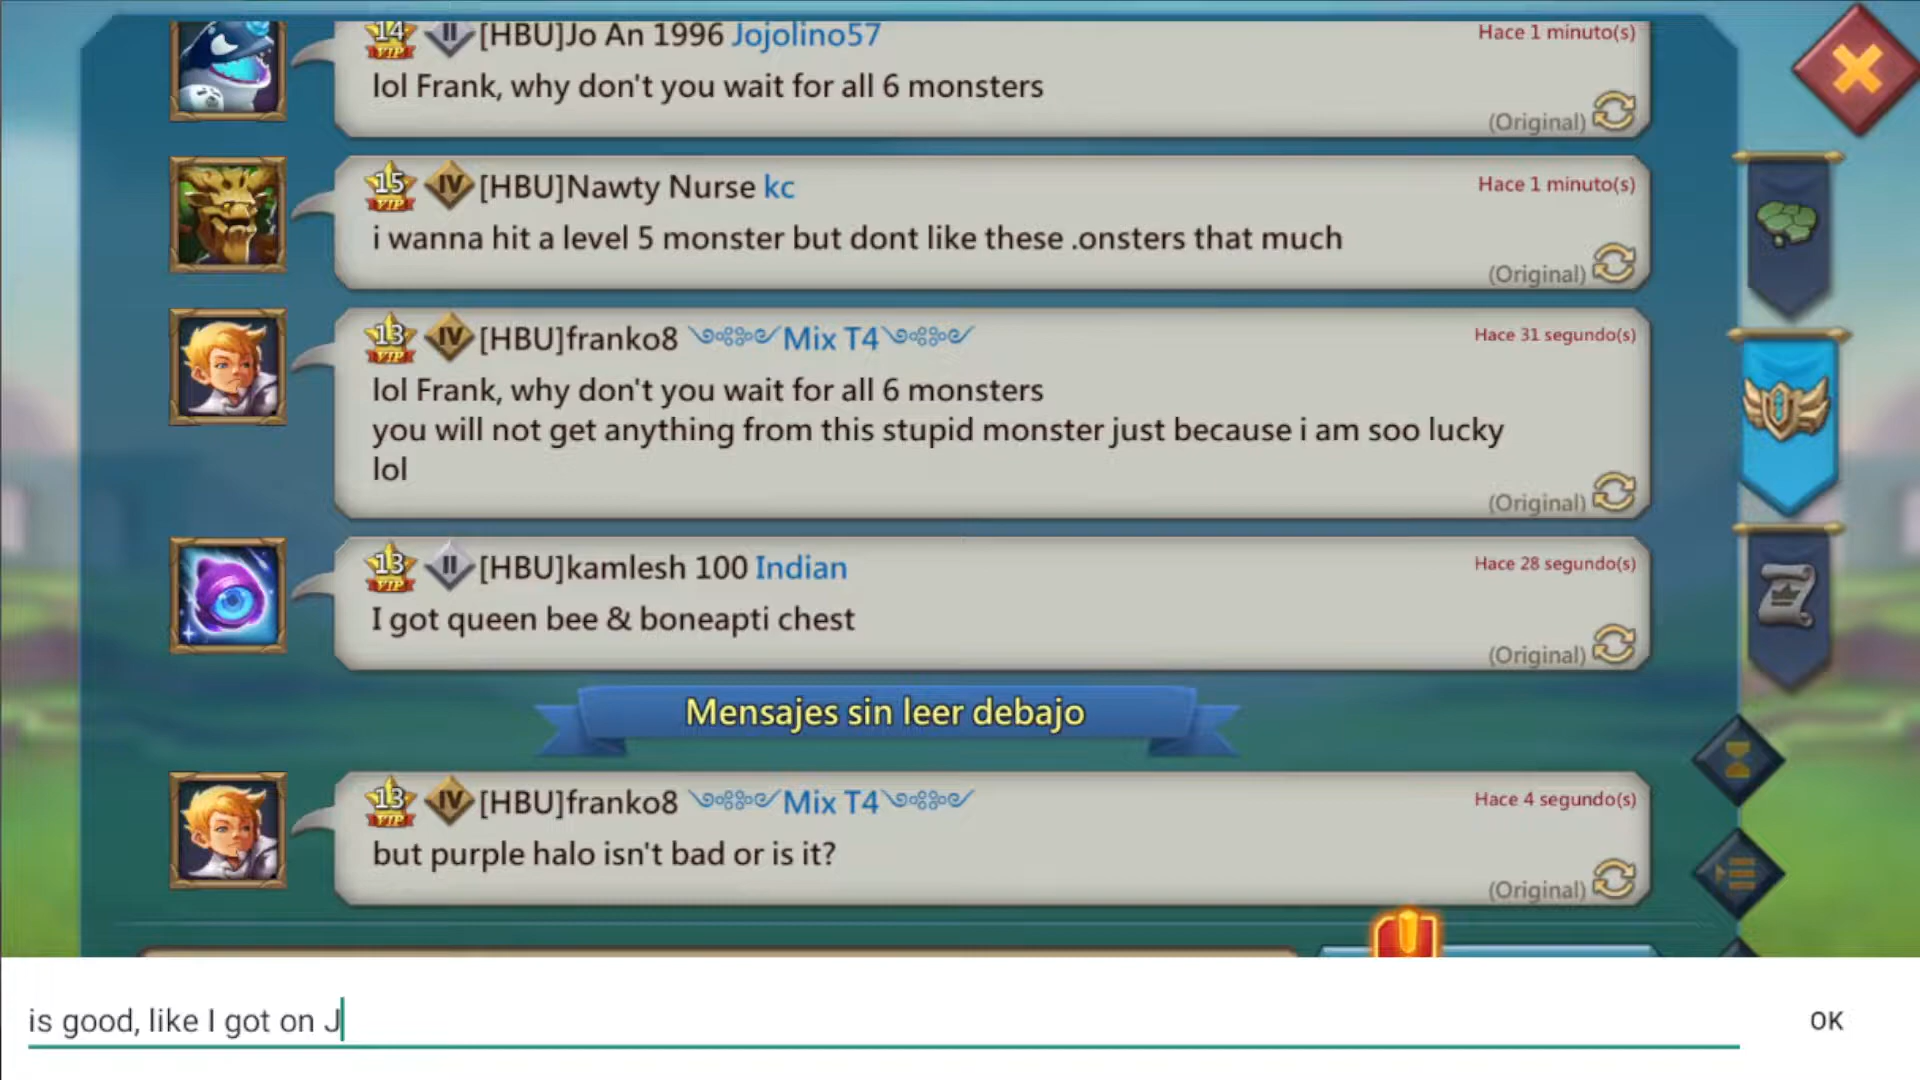 14 VIP II [HBU]Jo An 1996 Jojolino57 Hace 1 minuto(s)
lol Frank, why don't you wait for all 6 monsters
(Original)
15 VIP IV [HBU]Nawty Nurse kc Hace 1 minuto(s)
i wanna hit a level 5 monster but dont like these .onsters that much
(Original)
13 VIP IV [HBU]franko8 Mix T4 Hace 31 segundo(s)
lol Frank, why don't you wait for all 6 monsters
you will not get anything from this stupid monster just because i am soo lucky
lol
(Original)
13 VIP II [HBU]kamlesh 100 Indian Hace 28 segundo(s)
I got queen bee & boneapti chest
(Original)
Mensajes sin leer debajo
13 VIP IV [HBU]franko8 Mix T4 Hace 4 segundo(s)
but purple halo isn't bad or is it?
(Original)
is good, like I got on J
OK